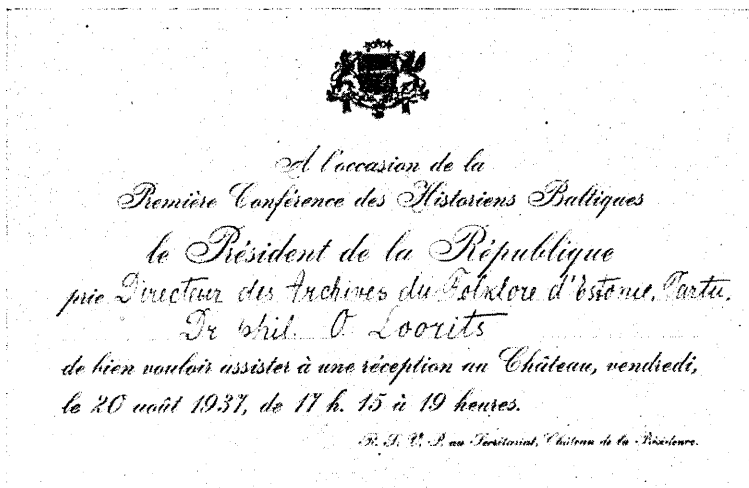 A l'occasion de la
Première Conférence des Historiens Baltiques
le Président de la République
prie Directeur des Archives du Folklore d'Estonie, Tartu,
Dr phil. O. Loorits
de bien vouloir assister à une réception au Château, vendredi,
le 20 août 1937, de 17 h. 15 à 19 heures.
R. S. V. P. au Secrétariat, Château de la Présidence.